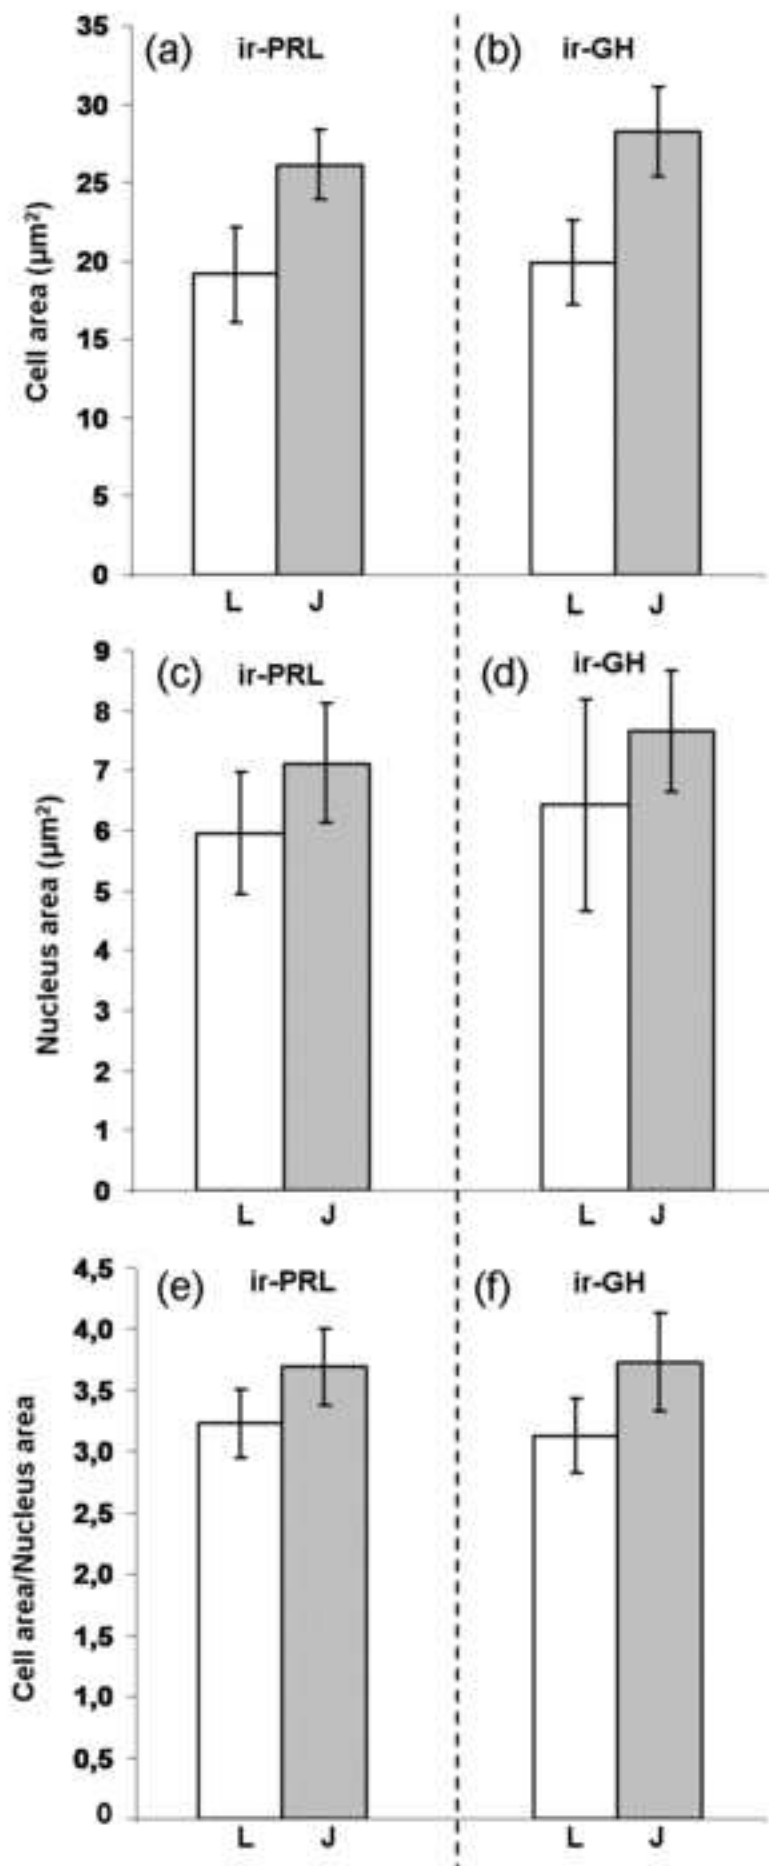 (a) ir-PRL
(b) ir-GH
Cell area (µm²)
35
30
25
20
15
10
5
0
L J
L J
(c) ir-PRL
(d) ir-GH
Nucleus area (µm²)
9
8
7
6
5
4
3
2
1
0
L J
L J
(e) ir-PRL
(f) ir-GH
Cell area/Nucleus area
4,5
4,0
3,5
3,0
2,5
2,0
1,5
1,0
0,5
0
L J
L J